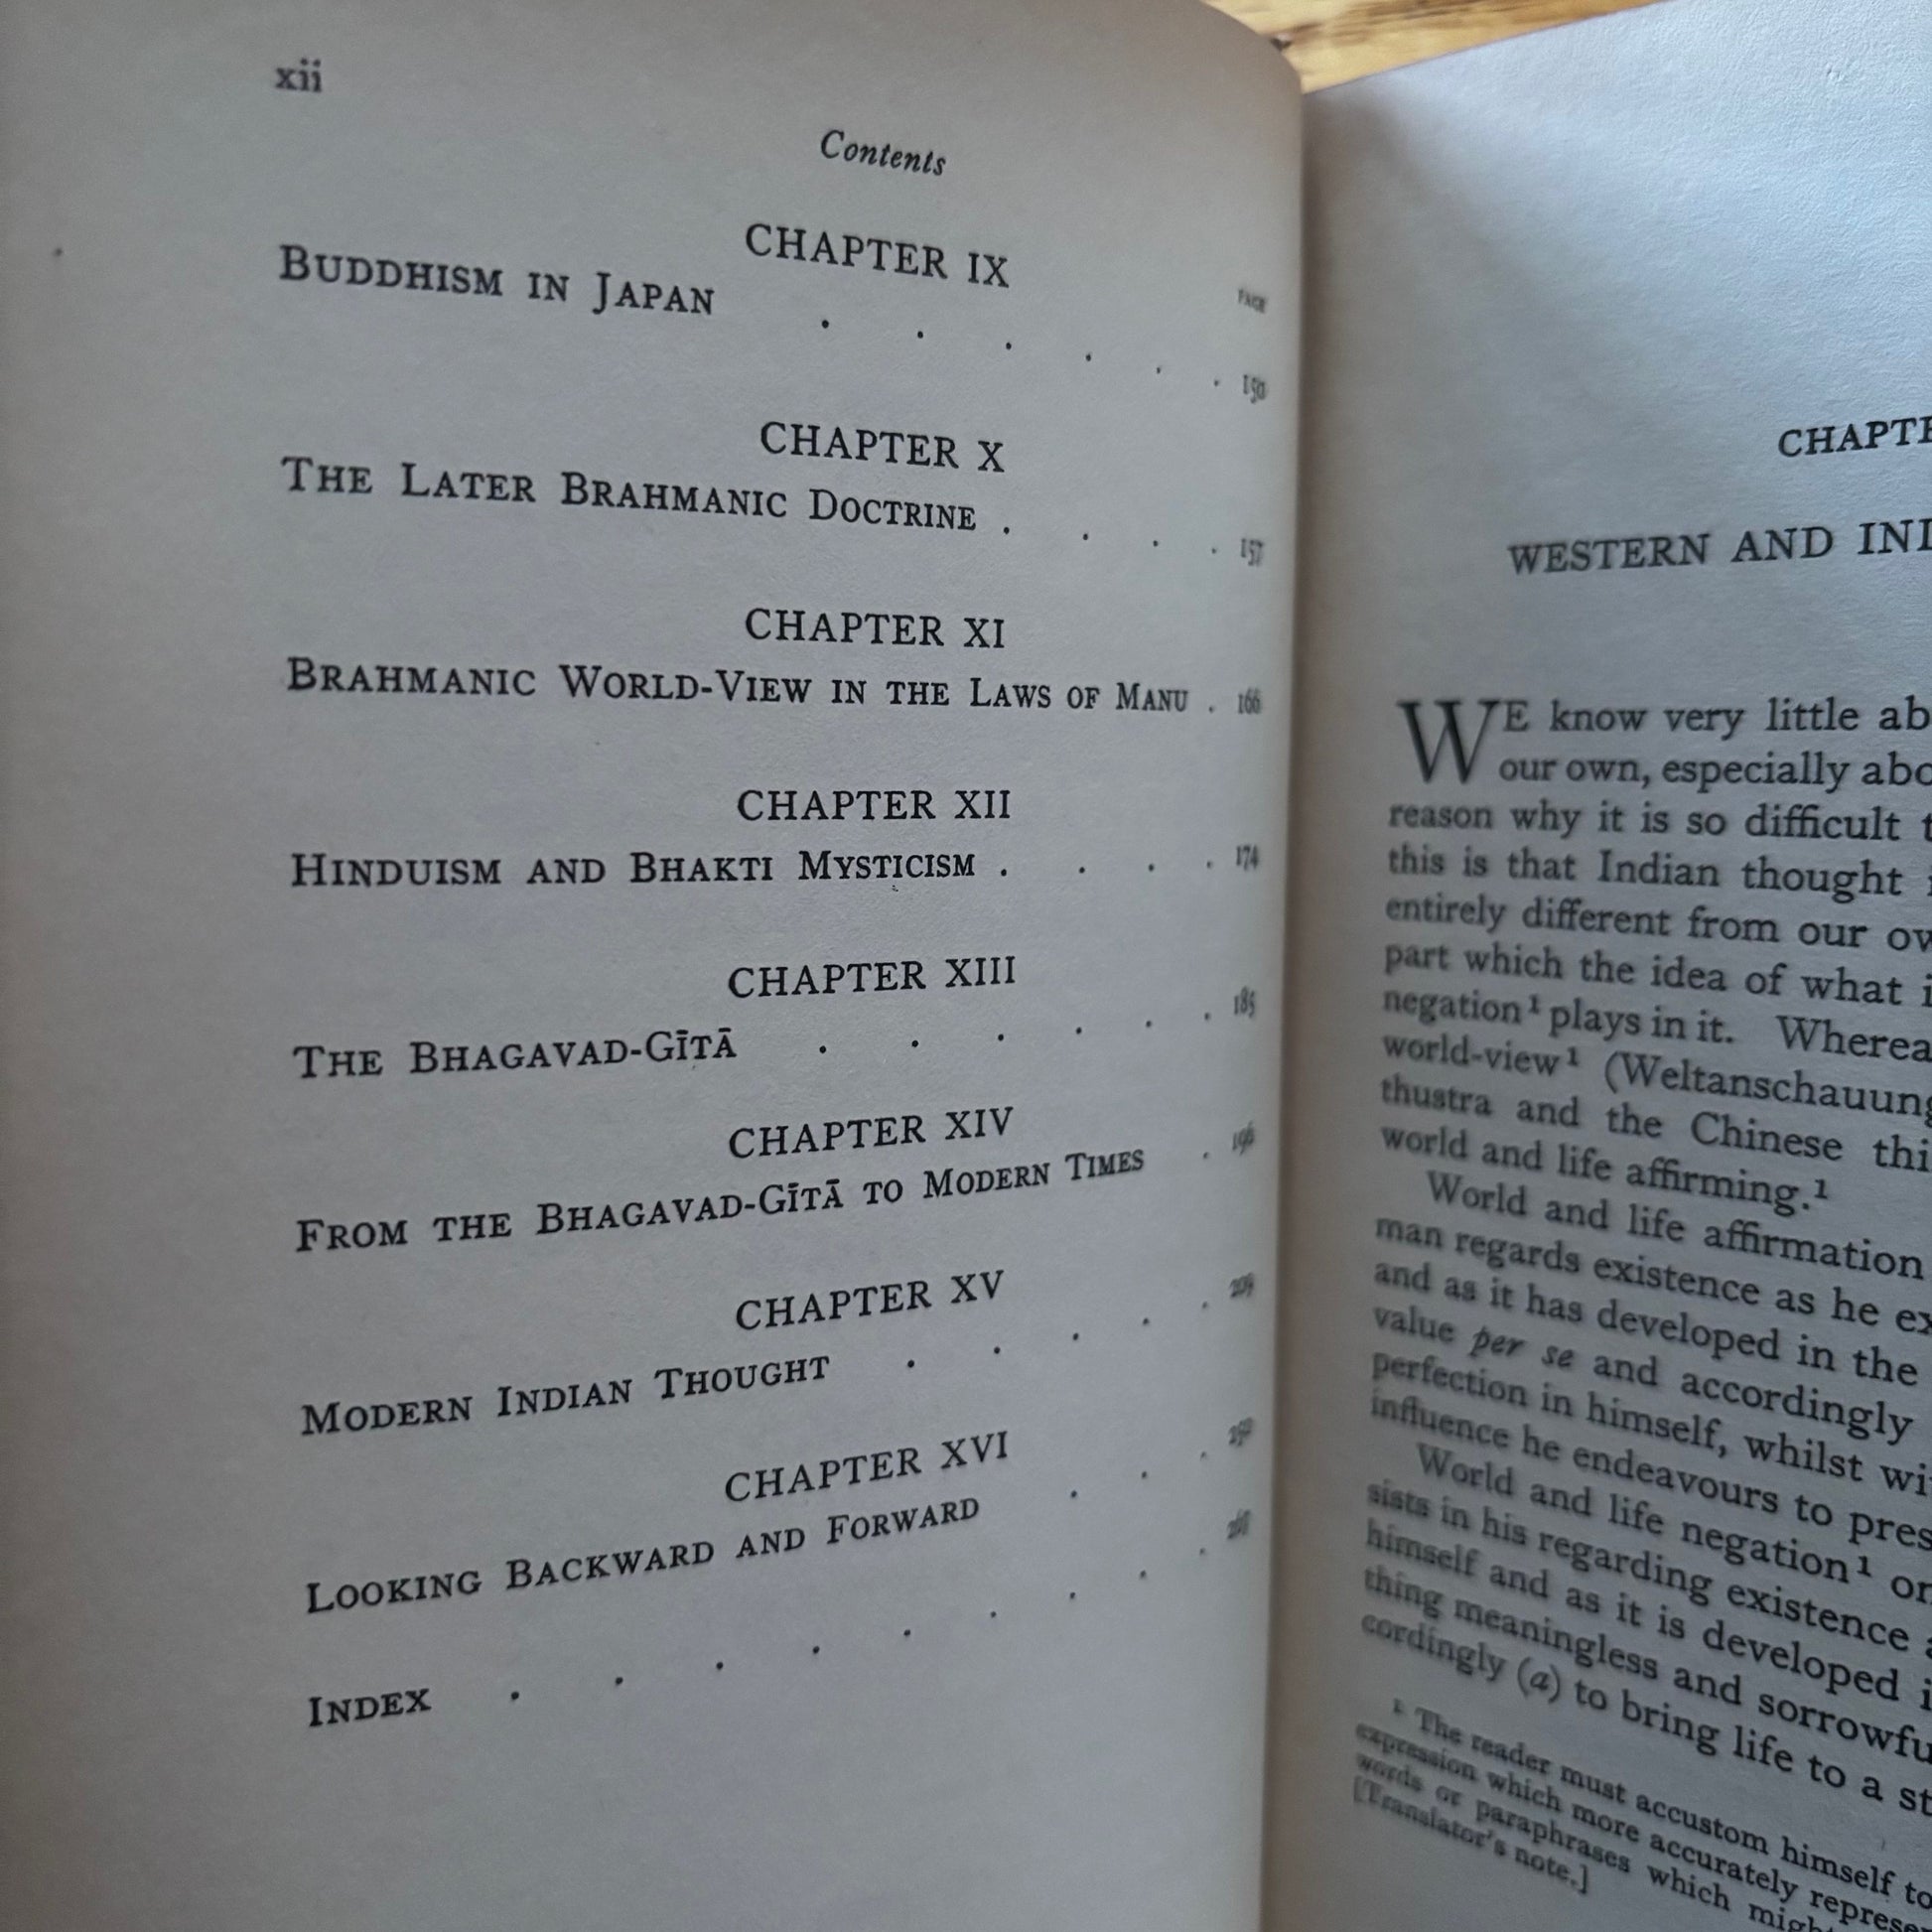 xii
Contents
CHAPTER IX
PAGE
BUDDHISM IN JAPAN . . . . . . 150
CHAPTER X
THE LATER BRAHMANIC DOCTRINE . . . . 157
CHAPTER XI
BRAHMANIC WORLD-VIEW IN THE LAWS OF MANU . 166
CHAPTER XII
HINDUISM AND BHAKTI MYSTICISM . . . . 174
CHAPTER XIII
THE BHAGAVAD-GĪTĀ . . . . . . 185
CHAPTER XIV
FROM THE BHAGAVAD-GĪTĀ TO MODERN TIMES . 196
CHAPTER XV
MODERN INDIAN THOUGHT . . . . . 209
CHAPTER XVI
LOOKING BACKWARD AND FORWARD . . .
INDEX . . . . . . . . .
WESTERN AND
WE know very little
our own, especially
reason why it is so difficult
this is that Indian thought
entirely different from our
part which the idea of what
negation¹ plays in it.
world-view¹ (Weltanschauung
thustra and the Chinese
world and life affirming.¹
World and life affirmation
man regards existence as he
and as it has developed in the
value per se and accordingly
perfection in himself, whilst
influence he endeavours to
World and life negation¹
sists in his regarding existence
himself and as it is developed
thing meaningless and
cordingly (a) to bring life to a
¹ The reader must accustom himself
expression which more accurately
words or paraphrases which
[Translator's note.]